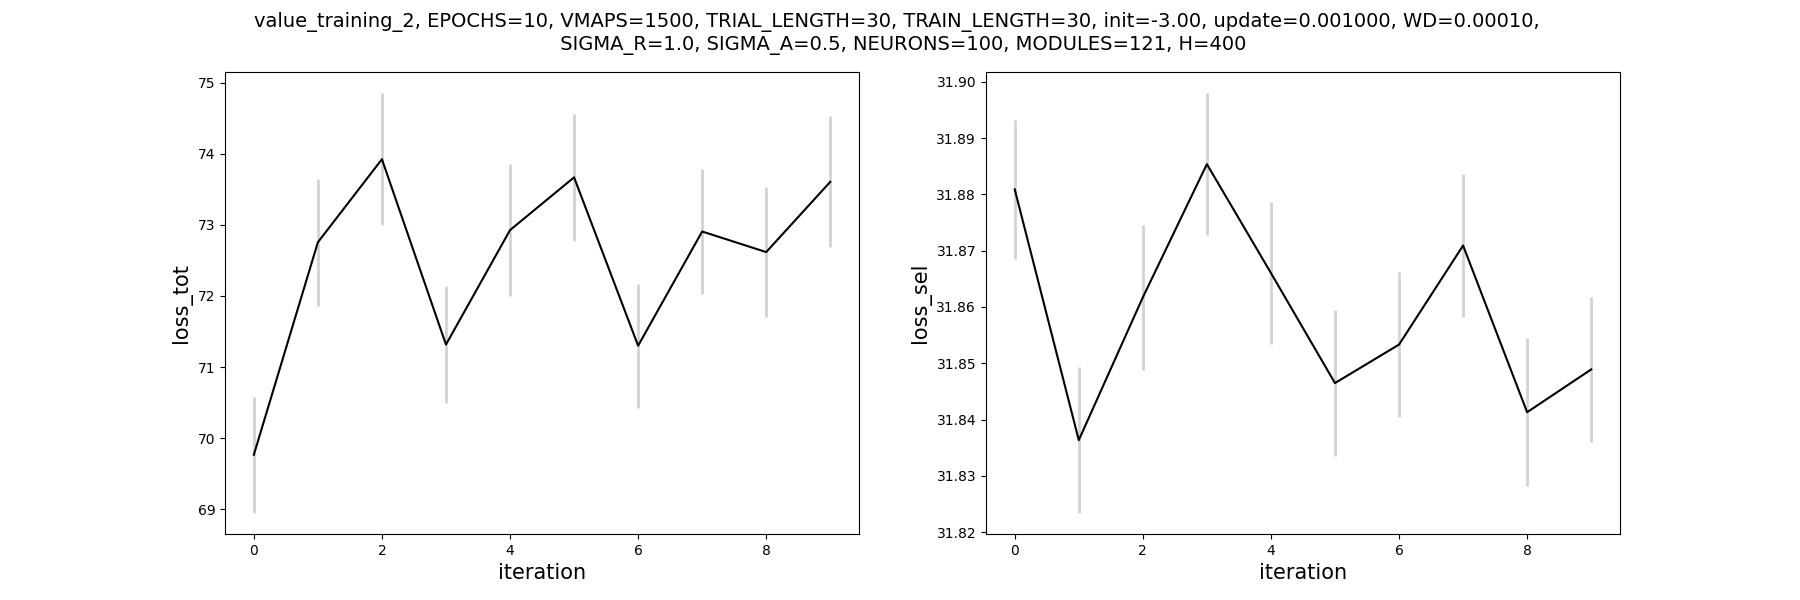 value_training_2, EPOCHS=10, VMAPS=1500, TRIAL_LENGTH=30, TRAIN_LENGTH=30, init=-3.00, update=0.001000, WD=0.00010,
SIGMA_R=1.0, SIGMA_A=0.5, NEURONS=100, MODULES=121, H=400
75
74
73
72
71
70
69
loss_tot
0 2 4 6 8
iteration
31.90
31.89
31.88
31.87
31.86
31.85
31.84
31.83
31.82
loss_sel
0 2 4 6 8
iteration